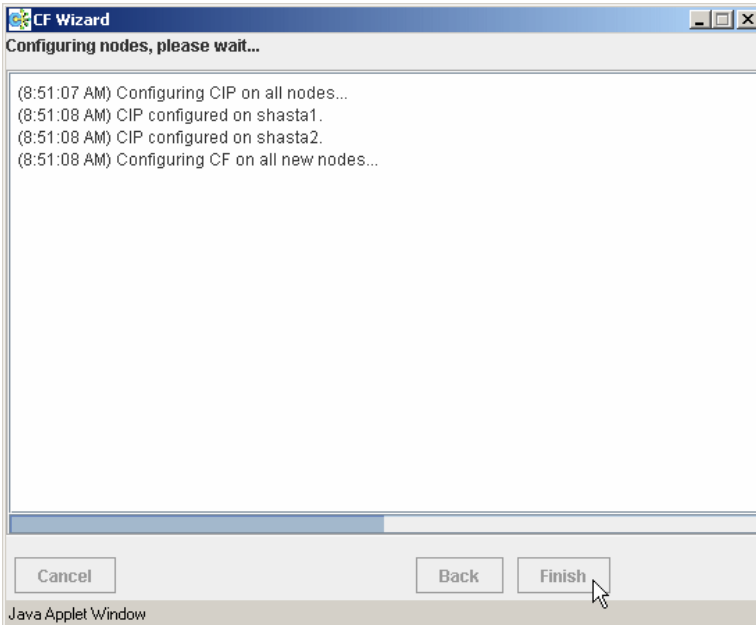 CF Wizard
Configuring nodes, please wait...
(8:51:07 AM) Configuring CIP on all nodes...
(8:51:08 AM) CIP configured on shasta1.
(8:51:08 AM) CIP configured on shasta2.
(8:51:08 AM) Configuring CF on all new nodes...
Cancel Back Finish
Java Applet Window